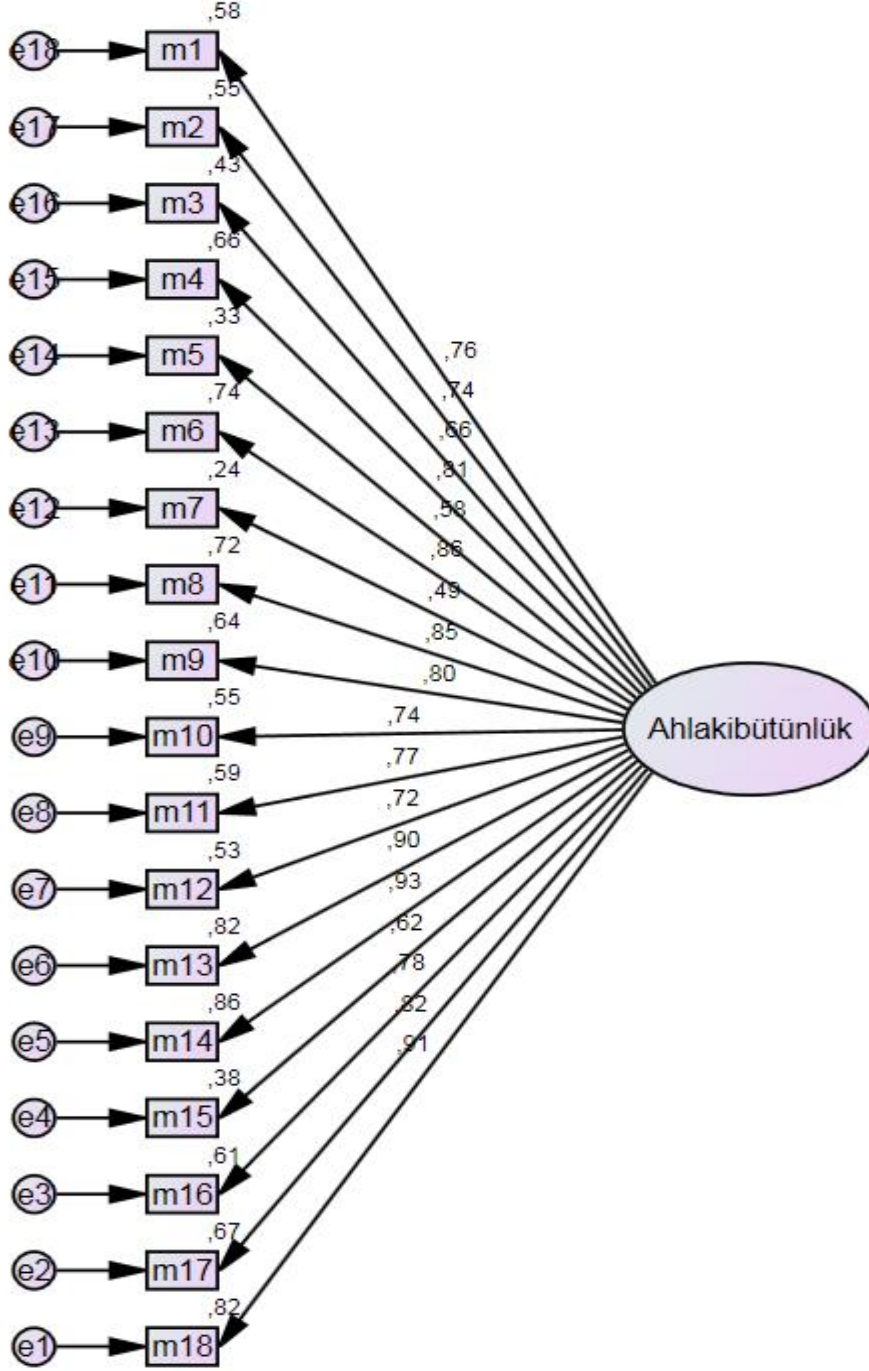 ,58
e18 m1
,55
e17 m2
,43
e16 m3
,66
e15 m4
,33
e14 m5
,76
,74
e13 m6
,74
,66
,24
,81
e12 m7
,58
,72
,86
e11 m8
,49
,64
,85
e10 m9
,80
,55
,74
Ahlakibütünlük
e9 m10
,77
,59
,72
e8 m11
,90
,53
,93
e7 m12
,62
,82
,78
e6 m13
,82
,86
,91
e5 m14
,38
e4 m15
,61
e3 m16
,67
e2 m17
,82
e1 m18